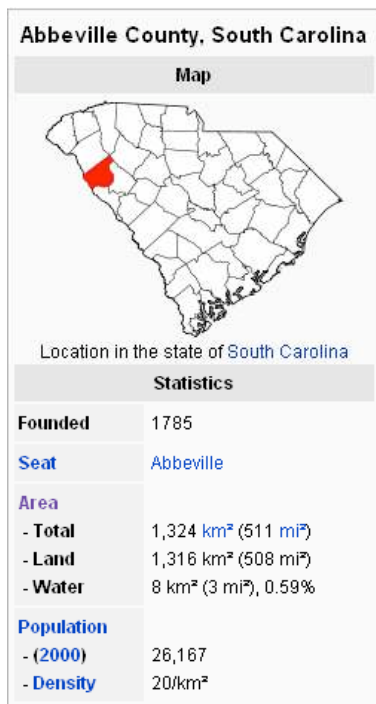 Abbeville County, South Carolina
Map
Location in the state of South Carolina
Statistics
Founded 1785
Seat Abbeville
Area
- Total 1,324 km² (511 mi²)
- Land 1,316 km² (508 mi²)
- Water 8 km² (3 mi²), 0.59%
Population
- (2000) 26,167
- Density 20/km²